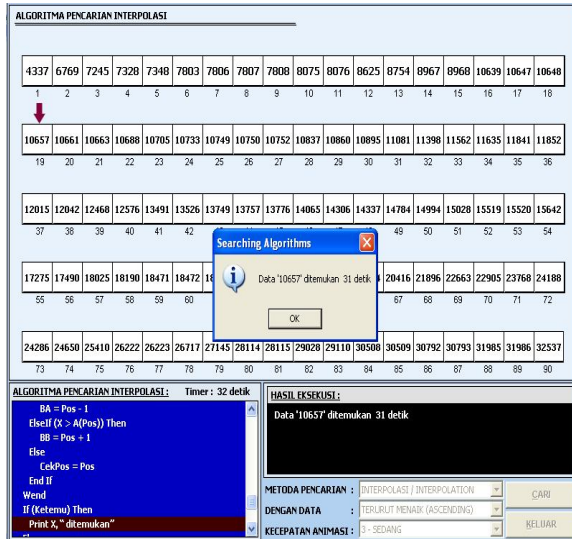 ALGORITMA PENCARIAN INTERPOLASI
4337 6769 7245 7328 7348 7803 7806 7807 7808 8075 8076 8625 8754 8967 8968 10639 10647 10648
1 2 3 4 5 6 7 8 9 10 11 12 13 14 15 16 17 18
10657 10661 10663 10688 10705 10733 10749 10750 10752 10837 10860 10895 11081 11398 11562 11635 11841 11852
19 20 21 22 23 24 25 26 27 28 29 30 31 32 33 34 35 36
12015 12042 12468 12576 13491 13526 13749 13757 13776 14065 14306 14337 14784 14994 15028 15519 15520 15642
37 38 39 40 41 42 49 50 51 52 53 54
Searching Algorithms
17275 17490 18025 18190 18471 18472 20416 21896 22663 22905 23768 24188
Data '10657' ditemukan 31 detik
55 56 57 58 59 60 67 68 69 70 71 72
OK
24286 24650 25410 26222 26223 26717 27145 28114 28115 29028 29110 30508 30509 30792 30793 31985 31986 32537
73 74 75 76 77 78 79 80 81 82 83 84 85 86 87 88 89 90
ALGORITMA PENCARIAN INTERPOLASI : Timer : 32 detik
BA = Pos - 1
ElseIf (X > A(Pos)) Then
BB = Pos + 1
Else
CekPos = Pos
End If
Wend
If (Ketemu) Then
Print X, " ditemukan"
HASIL EKSEKUSI :
Data '10657' ditemukan 31 detik
METODA PENCARIAN : INTERPOLASI / INTERPOLATION
DENGAN DATA : TERURUT MENAIK (ASCENDING)
KECEPATAN ANIMASI : 3 - SEDANG
CARI
KELUAR